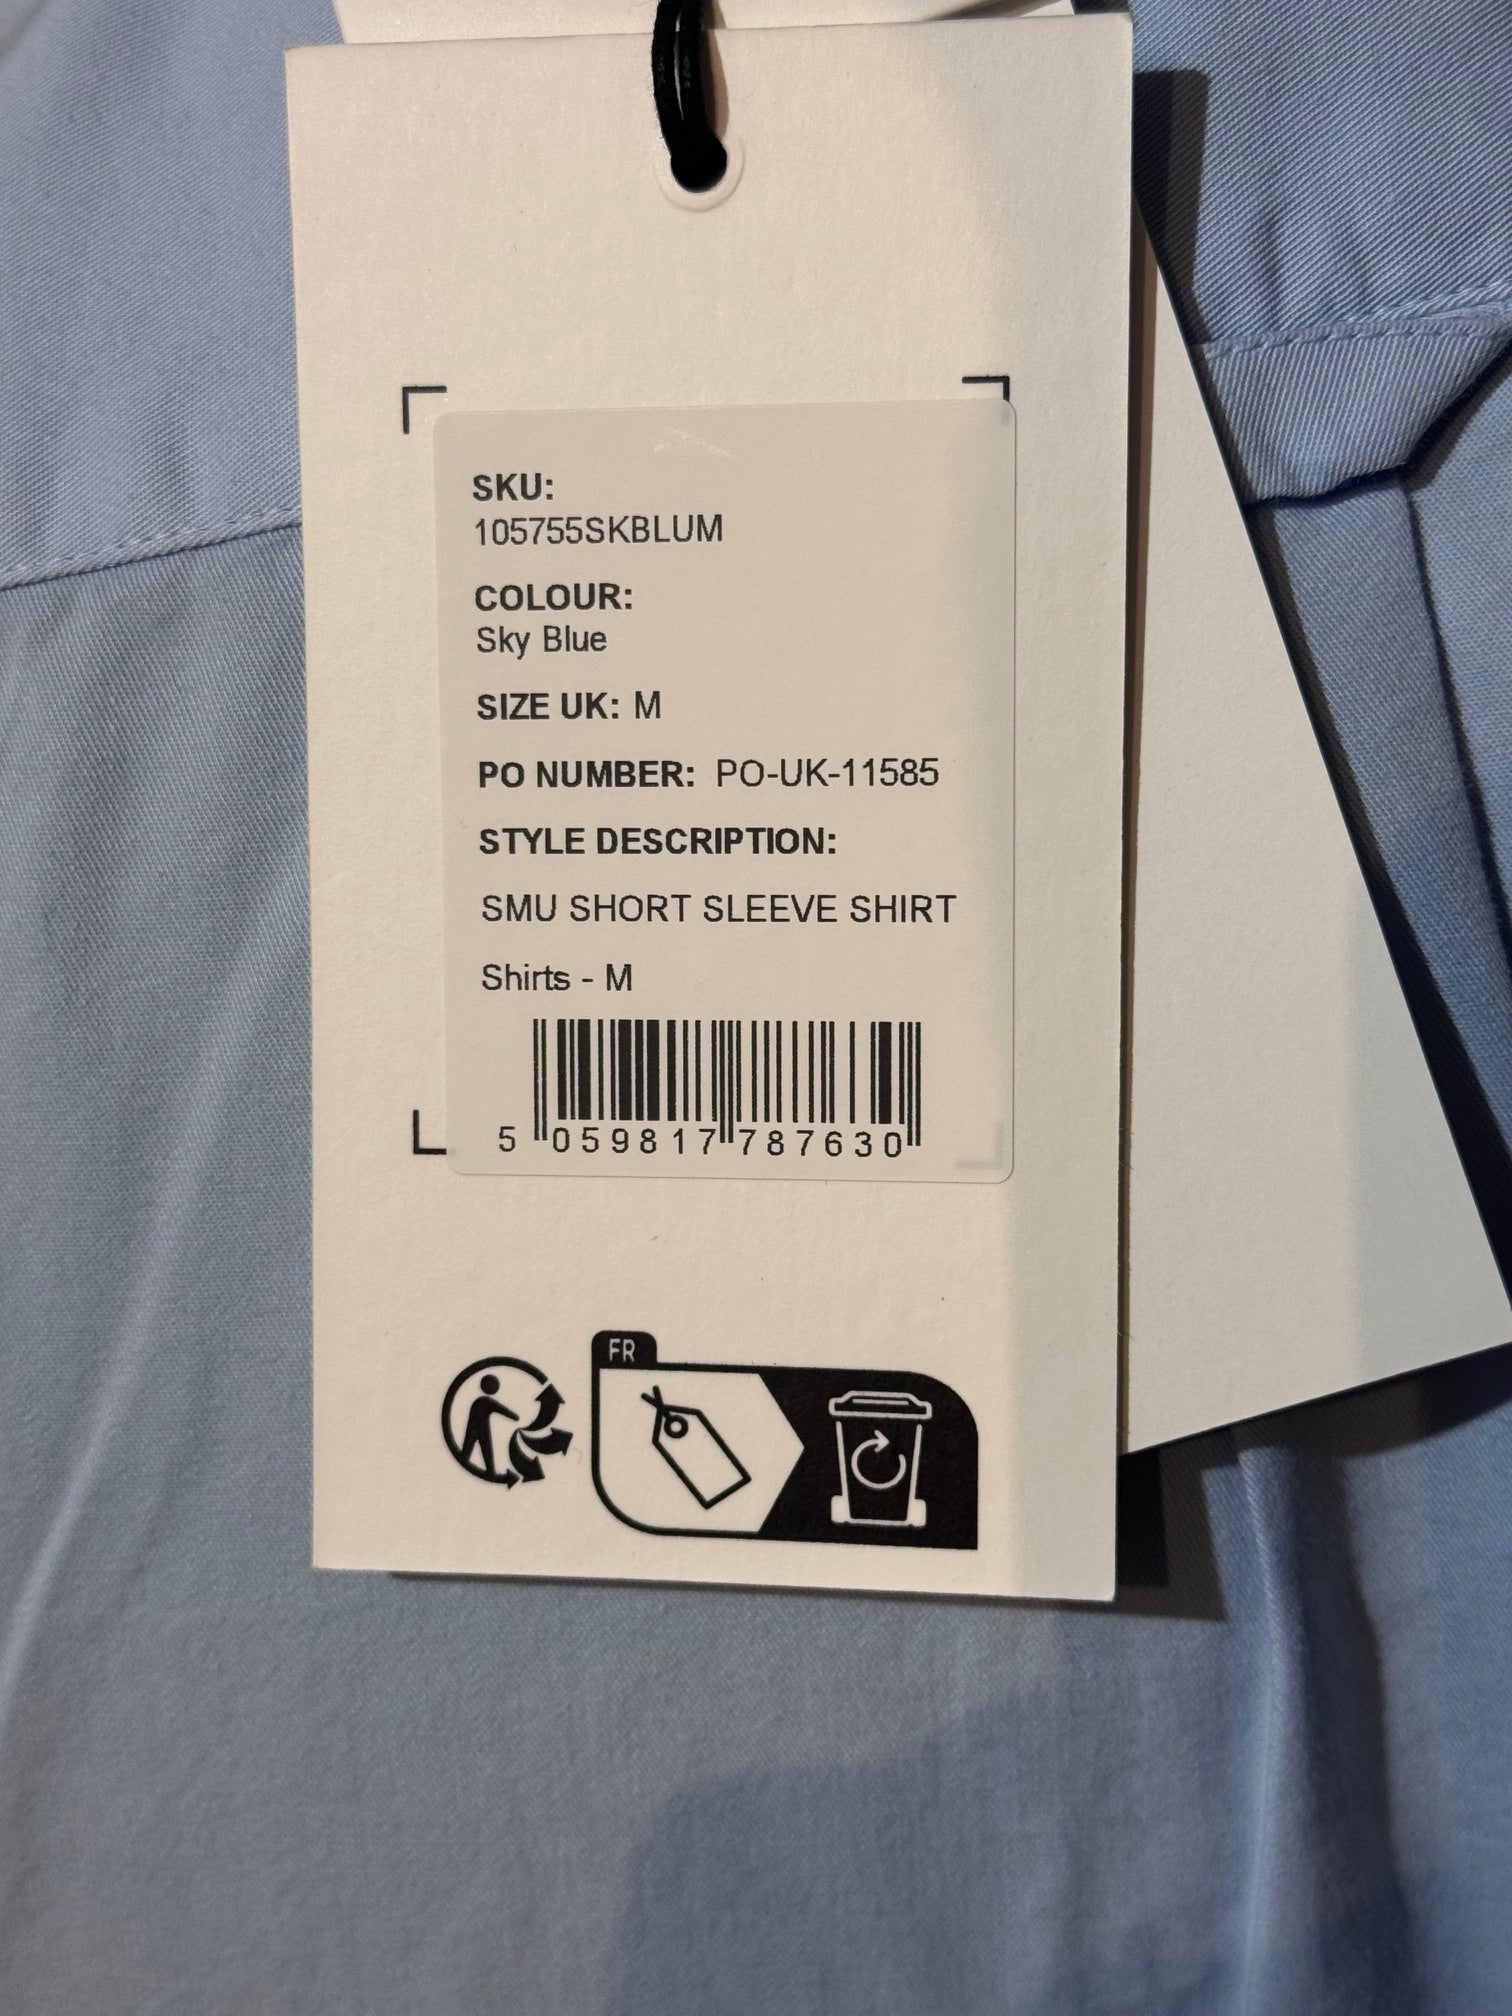 SKU:
105755SKBLUM
COLOUR:
Sky Blue
SIZE UK: M
PO NUMBER: PO-UK-11585
STYLE DESCRIPTION:
SMU SHORT SLEEVE SHIRT
Shirts - M
5 059817 787630
FR